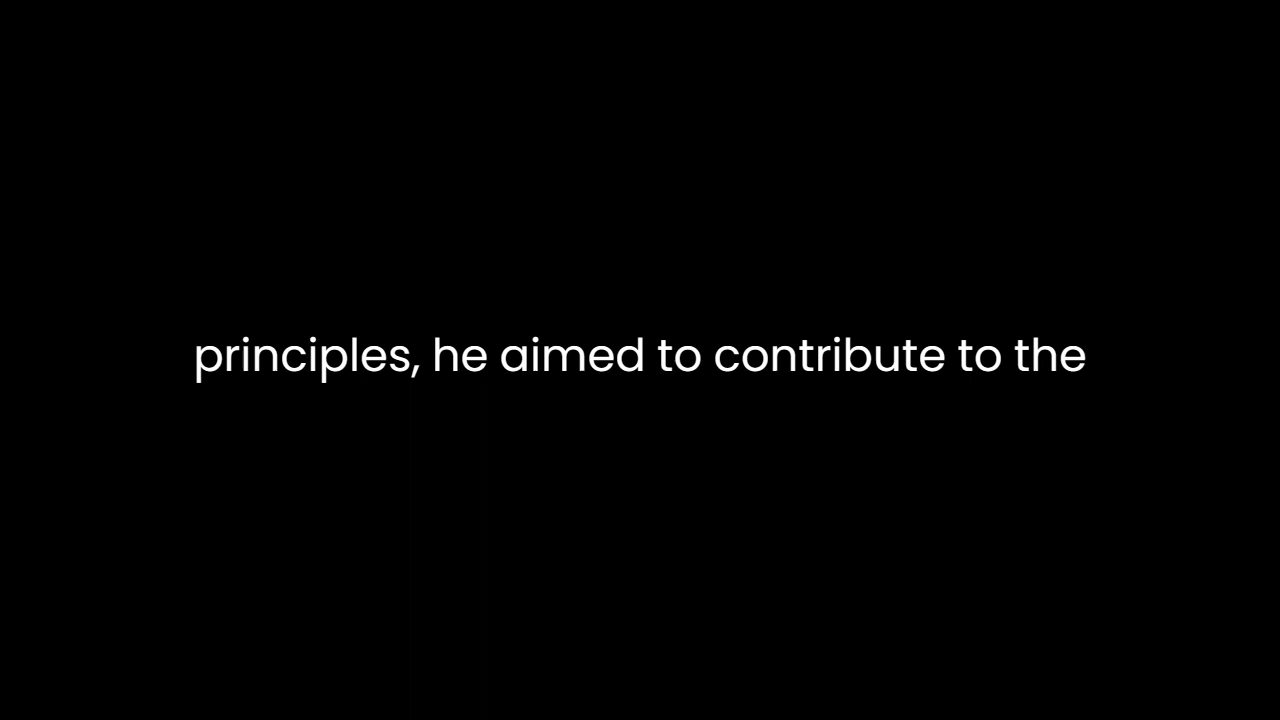 principles, he aimed to contribute to the